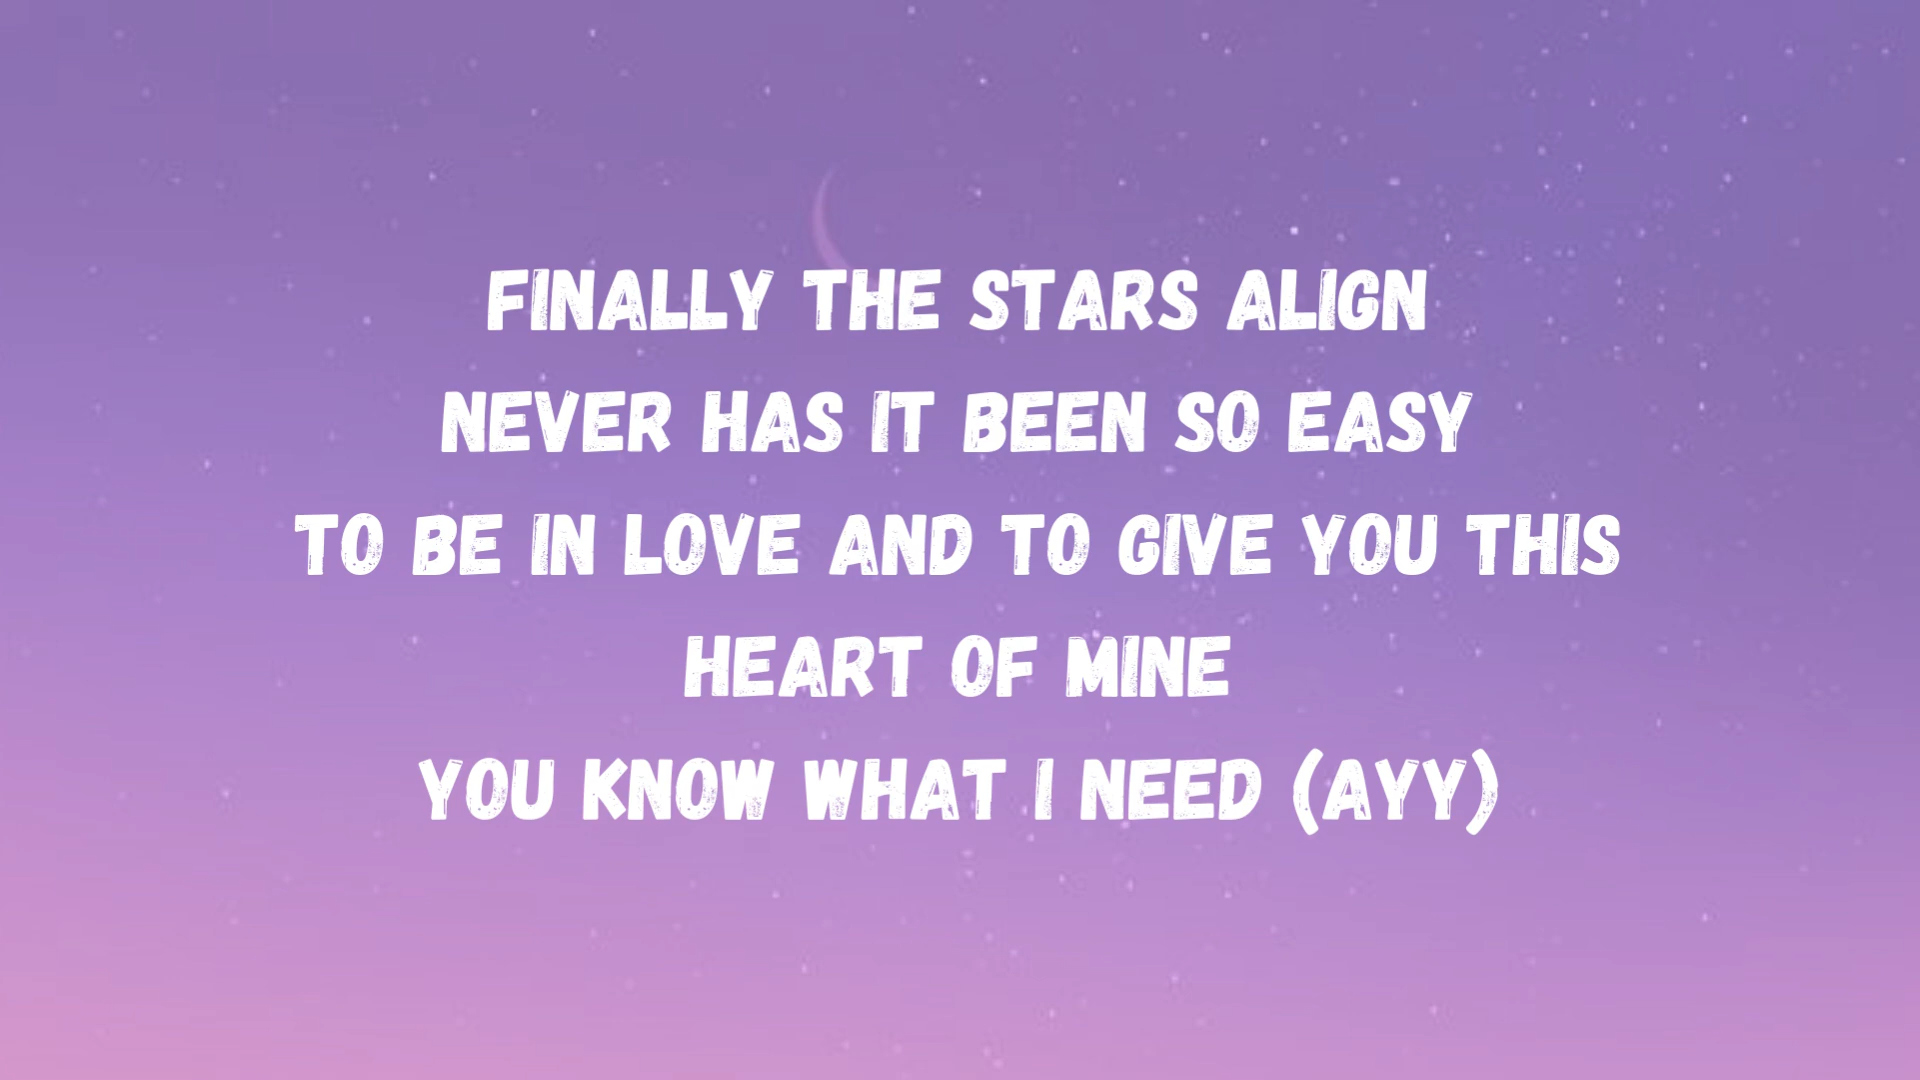 FINALLY THE STARS ALIGN
NEVER HAS IT BEEN SO EASY
TO BE IN LOVE AND TO GIVE YOU THIS
HEART OF MINE
YOU KNOW WHAT I NEED (AYY)